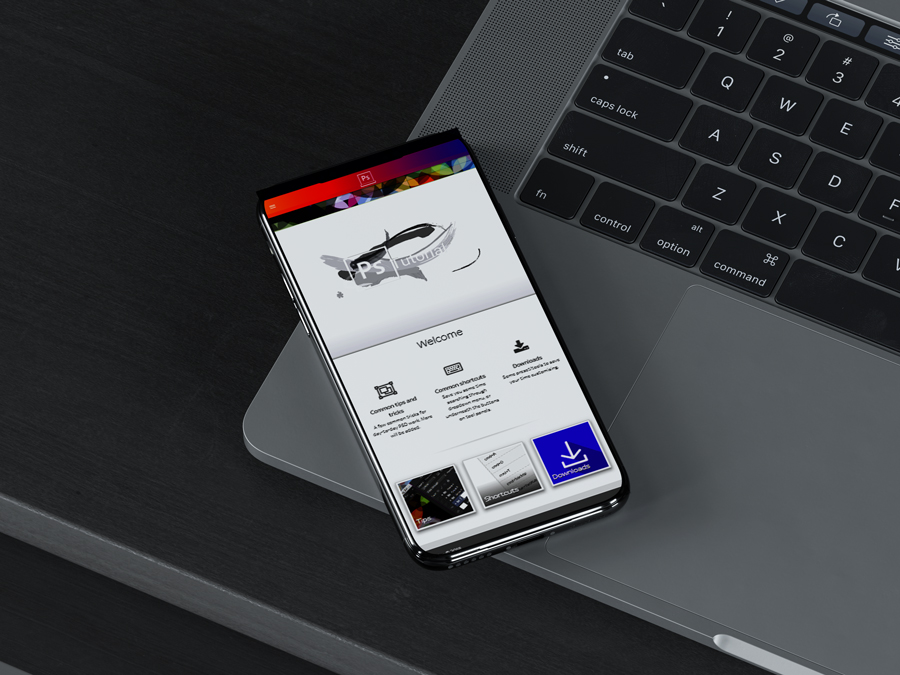 Ps
Ps Tutorial
Welcome
Common tips and
tricks
A few common tricks for
day-to-day PSD work. More
will be added
Common shortcuts
Save you some time
searching through
dropdown menu or
underneath the buttons
on tool panels.
Downloads
Some preset tools to save
your time customizing.
Tips
Shortcuts
Downloads
!
1
@
2
#
3
4
tab
Q
W
E
caps lock
A
S
D
F
shift
Z
X
C
fn
control
alt
option
⌘
command